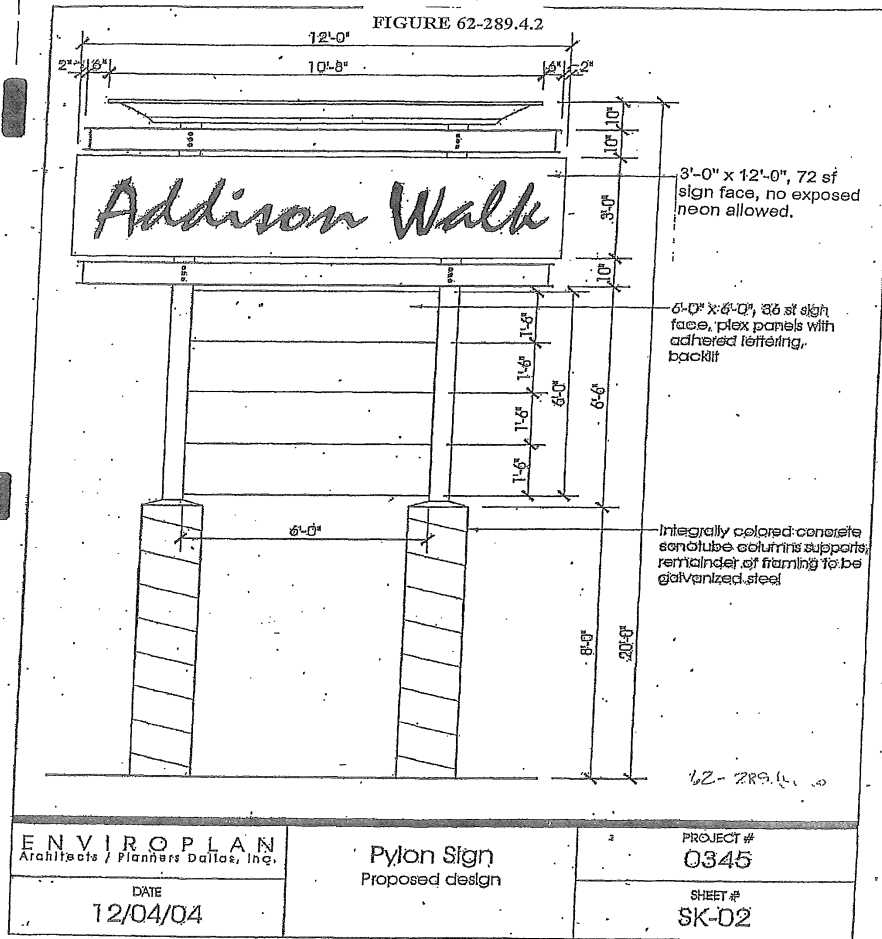 FIGURE 62-289.4.2
12'-0"
2" 6" 10'-8" 6" 2"
10"
10"
Addison Walk
3'-0" x 12'-0", 72 sf
sign face, no exposed
neon allowed.
3'-0"
10"
6'-0" x 6'-0", 36 sf sign
face, plex panels with
adhered lettering,
backlit
1'-6"
1'-6"
1'-6"
1'-6"
6'-0"
6'-6"
6'-0"
Integrally colored concrete
sonotube columns supports,
remainder of framing to be
galvanized steel
8'-0"
20'-0"
62-289.4.
ENVIROPLAN
Architects / Planners Dallas, Inc.
DATE
12/04/04
Pylon Sign
Proposed design
PROJECT #
0345
SHEET #
SK-02